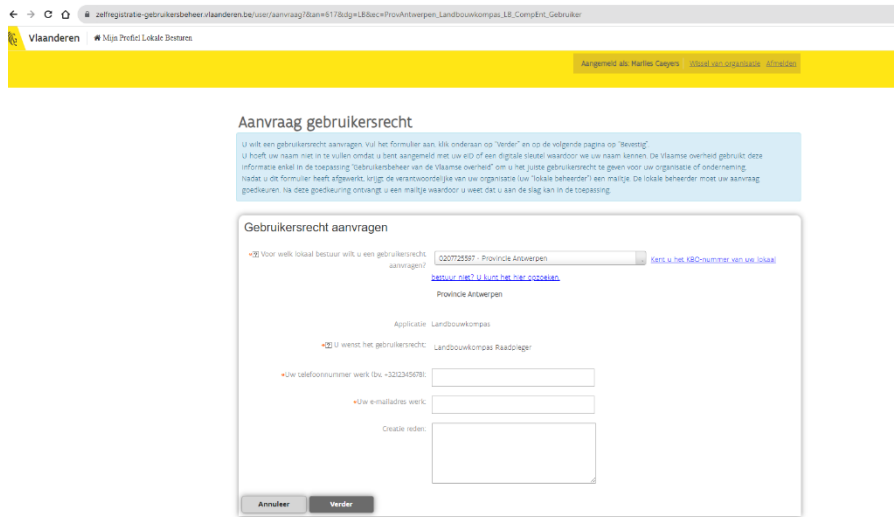 zelfregistratie-gebruikersbeheer.vlaanderen.be/user/aanvraag?&tan=617&dg=LB&sec=ProvAntwerpen_Landbouwkompas_LB_CompEnt_Gebruiker
Vlaanderen Mijn Profiel Lokale Besturen
Aangemeld als: Marlies Caeyers Wissel van organisatie Afmelden
Aanvraag gebruikersrecht
U wilt een gebruikersrecht aanvragen. Vul het formulier aan, klik onderaan op "Verder" en op de volgende pagina op "Bevestig".
U hoeft uw naam niet in te vullen omdat u bent aangemeld met uw eID of een digitale sleutel waardoor we uw naam kennen. De Vlaamse overheid gebruikt deze
informatie enkel in de toepassing "Gebruikersbeheer van de Vlaamse overheid" om u het juiste gebruikersrecht te geven voor uw organisatie of onderneming.
Nadat u dit formulier heeft afgewerkt, krijgt de verantwoordelijke van uw organisatie (uw "lokale beheerder") een mailtje. De lokale beheerder moet uw aanvraag
goedkeuren. Na deze goedkeuring ontvangt u een mailtje waardoor u weet dat u aan de slag kan in de toepassing.
Gebruikersrecht aanvragen
*[?] Voor welk lokaal bestuur wilt u een gebruikersrecht aanvragen?
0207725597 - Provincie Antwerpen
Kent u het KBO-nummer van uw lokaal
bestuur niet? U kunt het hier opzoeken.
Provincie Antwerpen
Applicatie Landbouwkompas
*[?] U wenst het gebruikersrecht: Landbouwkompas Raadpleger
*Uw telefoonnummer werk (bv. +3212345678):
*Uw e-mailadres werk:
Creatie reden:
Annuleer Verder